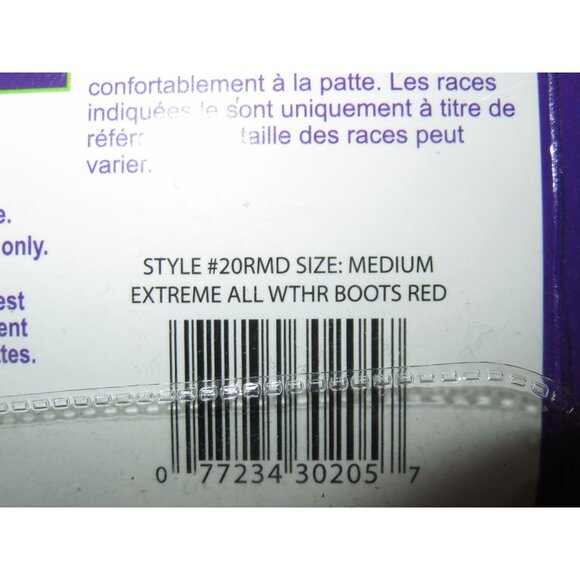 confortablement à la patte. Les races
indiquées le sont uniquement à titre de
taille des races peut
varier.
e.
only.
est
ent
ttes.
STYLE #20RMD SIZE: MEDIUM
EXTREME ALL WTHR BOOTS RED
0 77234 30205 7